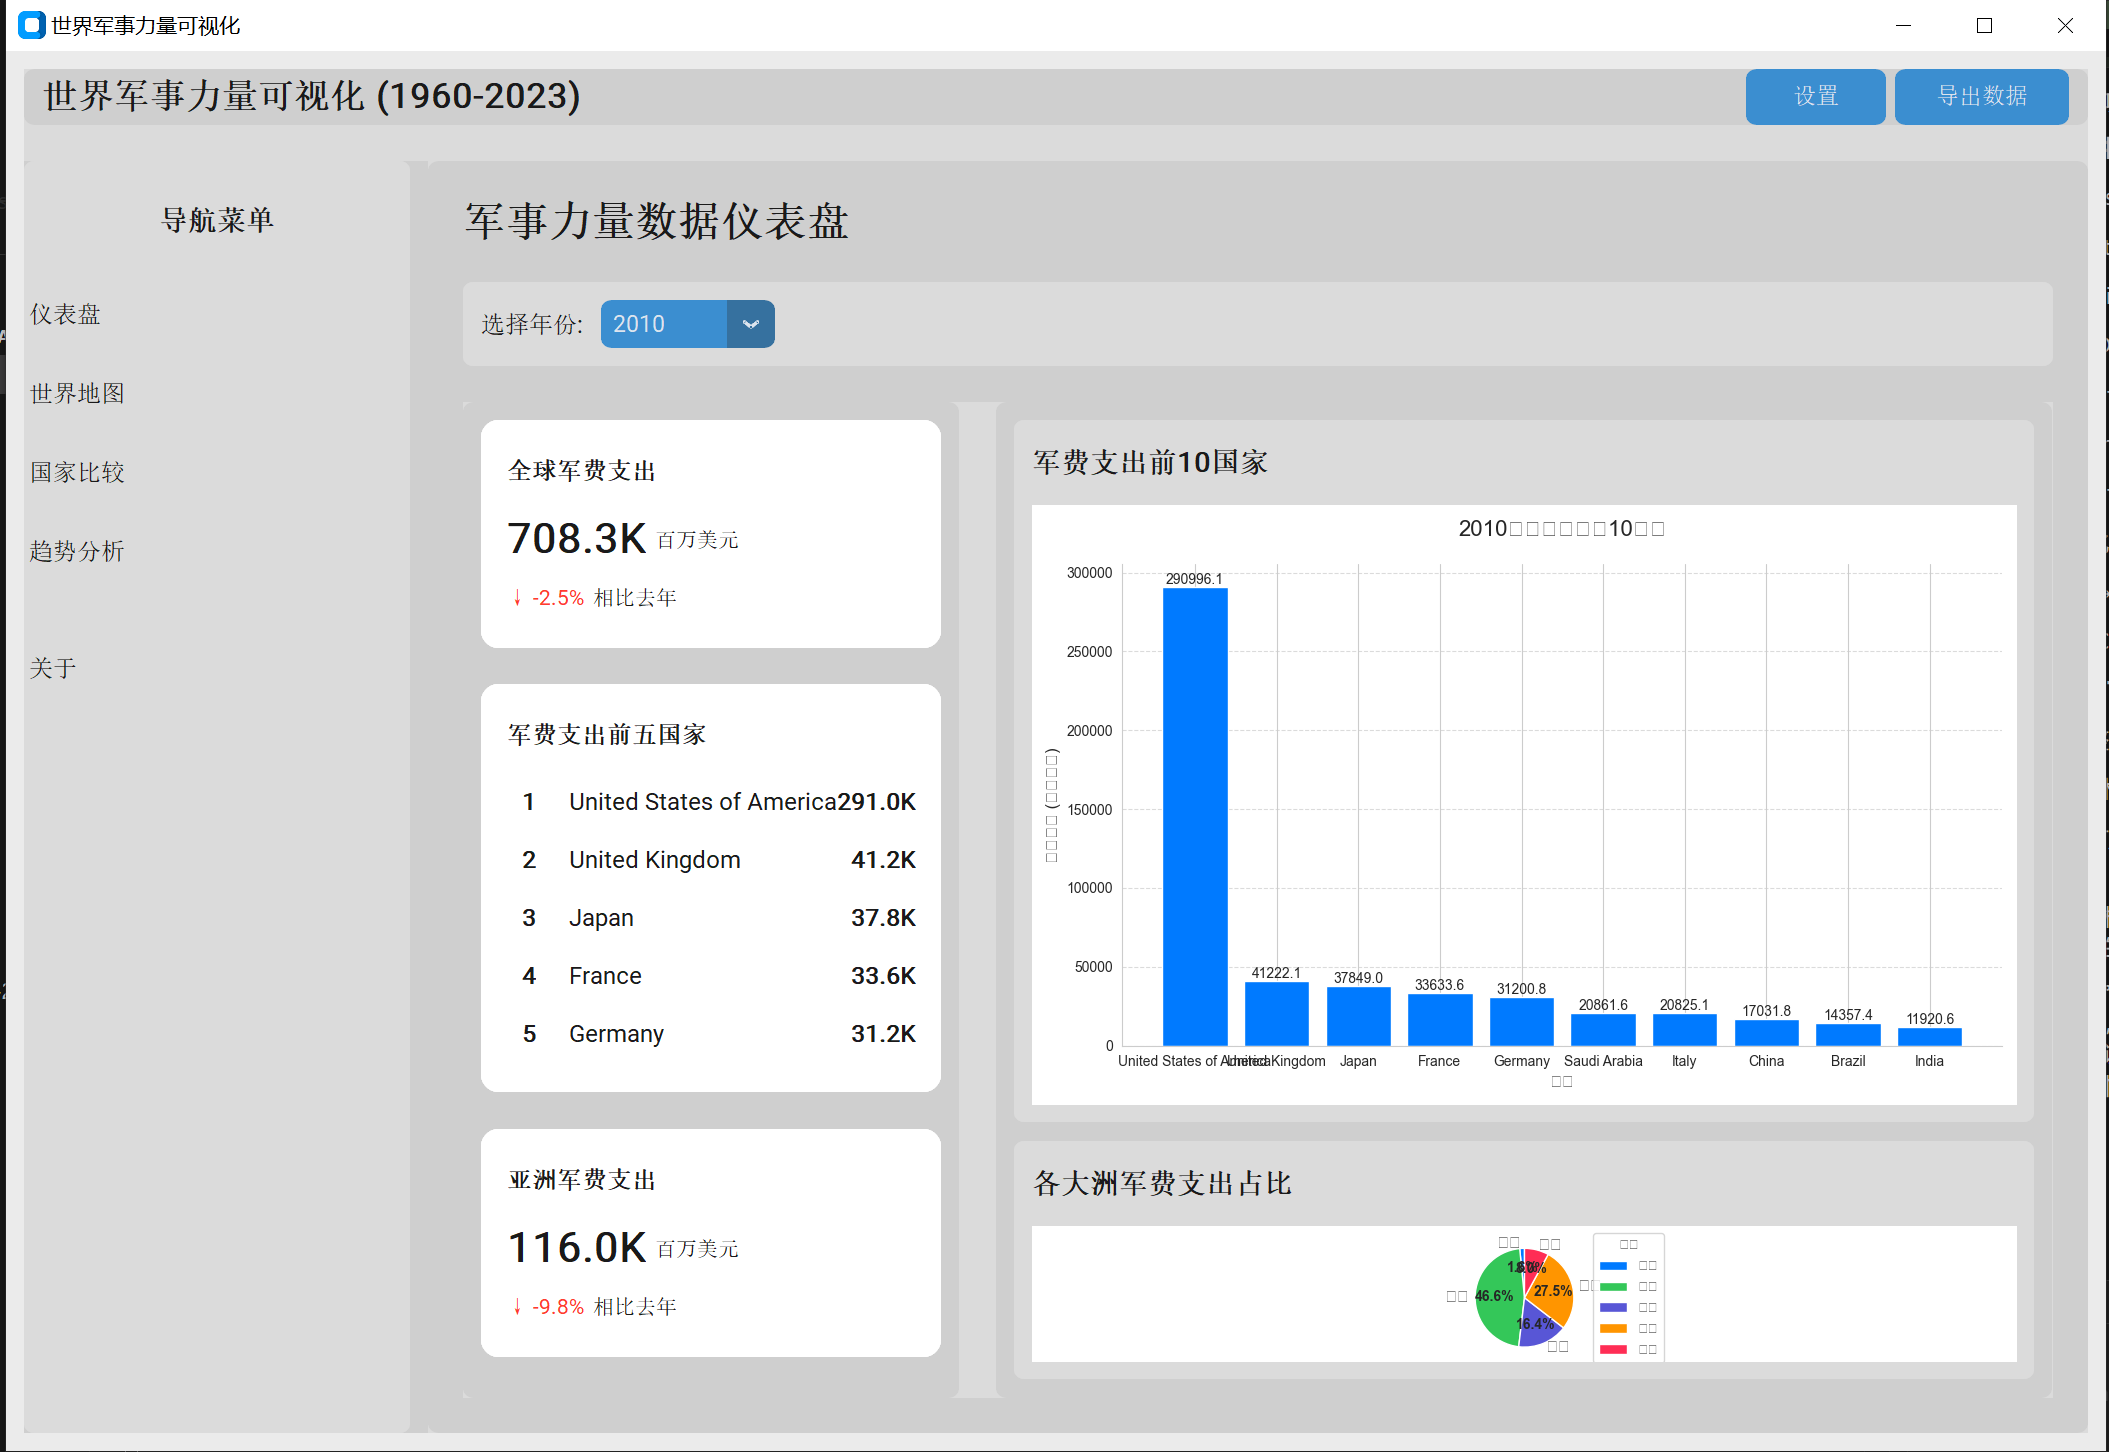 世界军事力量可视化
世界军事力量可视化 (1960-2023)
设置
导出数据
导航菜单
仪表盘
世界地图
国家比较
趋势分析
关于
军事力量数据仪表盘
选择年份: 2010
全球军费支出
708.3K 百万美元
↓ -2.5% 相比去年
军费支出前五国家
1 United States of America 291.0K
2 United Kingdom 41.2K
3 Japan 37.8K
4 France 33.6K
5 Germany 31.2K
亚洲军费支出
116.0K 百万美元
↓ -9.8% 相比去年
军费支出前10国家
2010□□□□□□□10□□
300000
250000
200000
150000
100000
50000
0
□□□□ (□□□□)
290996.1
41222.1
37849.0
33633.6
31200.8
20861.6
20825.1
17031.8
14357.4
11920.6
United States of America
United Kingdom
Japan
France
Germany
Saudi Arabia
Italy
China
Brazil
India
□□
各大洲军费支出占比
46.6%
27.5%
16.4%